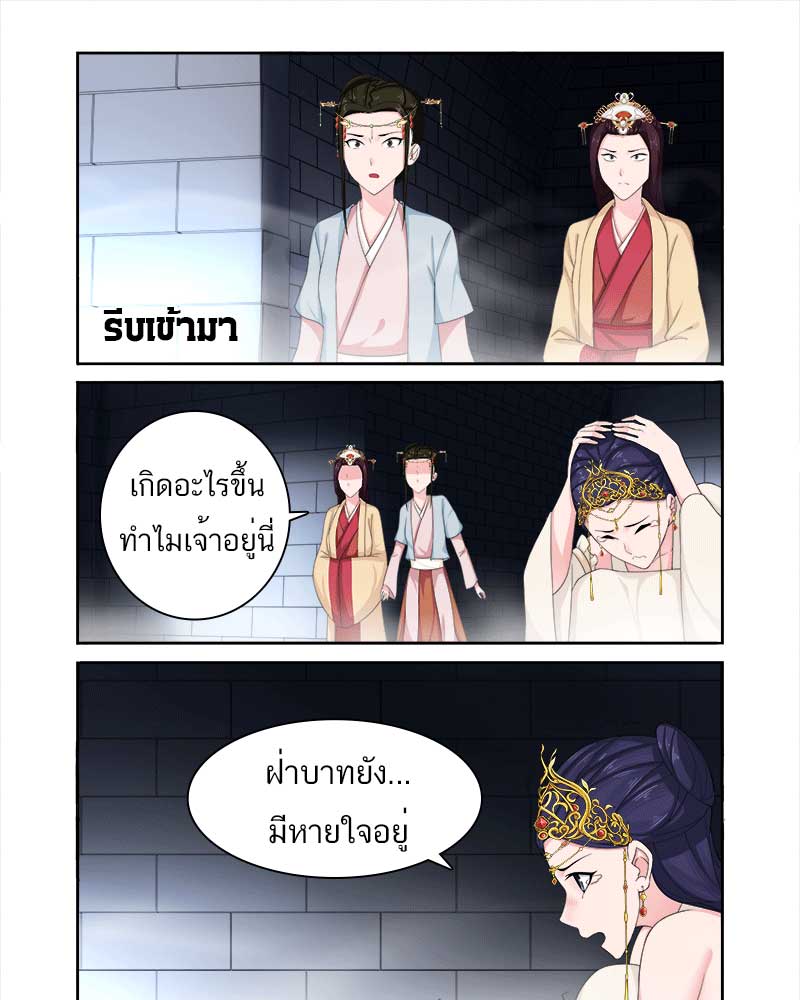 รีบเข้ามา
เกิดอะไรขึ้น
ทำไมเจ้าอยู่นี่
ฝ่าบาทยัง...
มีหายใจอยู่